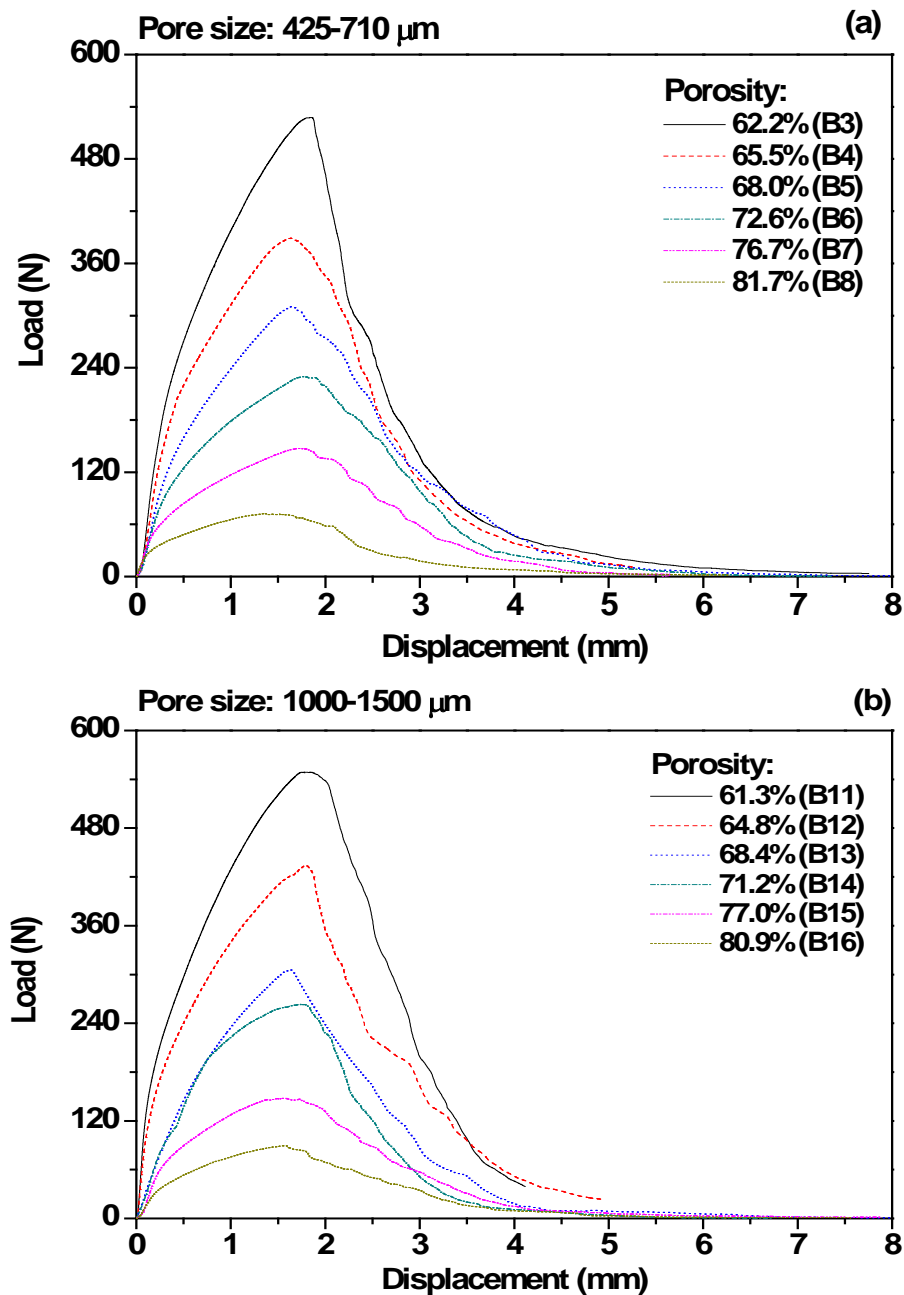 Pore size: 425-710 μm (a)
600
480
360
240
120
0
Load (N)
Porosity:
62.2% (B3)
65.5% (B4)
68.0% (B5)
72.6% (B6)
76.7% (B7)
81.7% (B8)
0 1 2 3 4 5 6 7 8
Displacement (mm)
Pore size: 1000-1500 μm (b)
600
480
360
240
120
0
Load (N)
Porosity:
61.3% (B11)
64.8% (B12)
68.4% (B13)
71.2% (B14)
77.0% (B15)
80.9% (B16)
0 1 2 3 4 5 6 7 8
Displacement (mm)